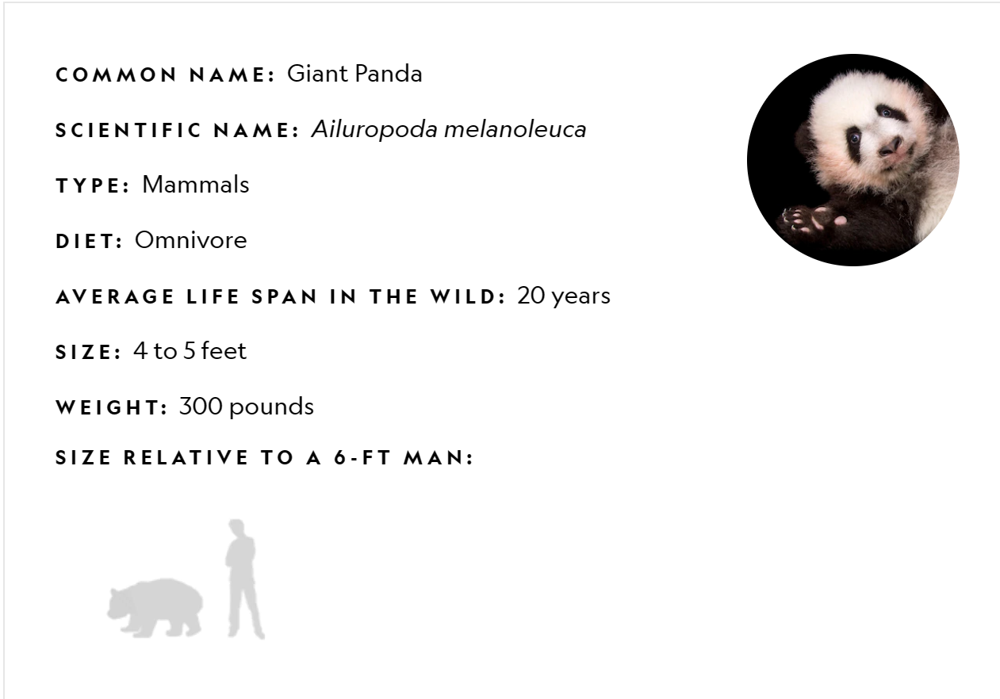 COMMON NAME: Giant Panda
SCIENTIFIC NAME: Ailuropoda melanoleuca
TYPE: Mammals
DIET: Omnivore
AVERAGE LIFE SPAN IN THE WILD: 20 years
SIZE: 4 to 5 feet
WEIGHT: 300 pounds
SIZE RELATIVE TO A 6-FT MAN: